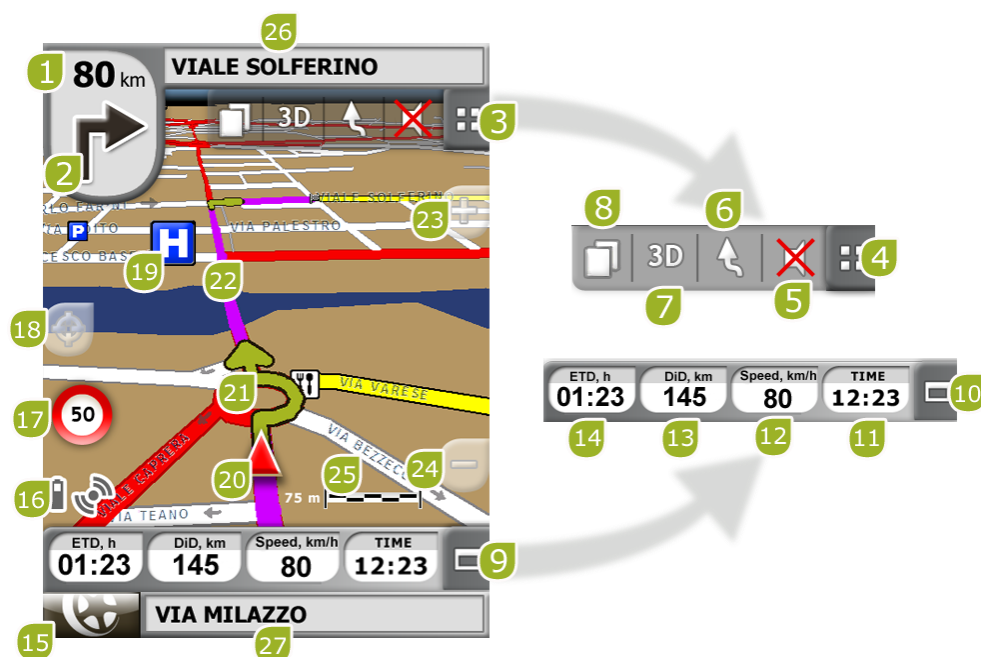 26
1
80 km
VIALE SOLFERINO
3D
3
2
VIALE SOLFERINO
23
P
VIA PALESTRO
H
19
22
18
21
VIA VARESE
17
50
VIALE CAPRERA
VIA BEZZECC
20
25
24
75 m
16
VIA TEANO
ETD, h
01:23
DiD, km
145
Speed, km/h
80
TIME
12:23
9
15
VIA MILAZZO
27
8
6
3D
4
7
5
ETD, h
01:23
DiD, km
145
Speed, km/h
80
TIME
12:23
10
14
13
12
11